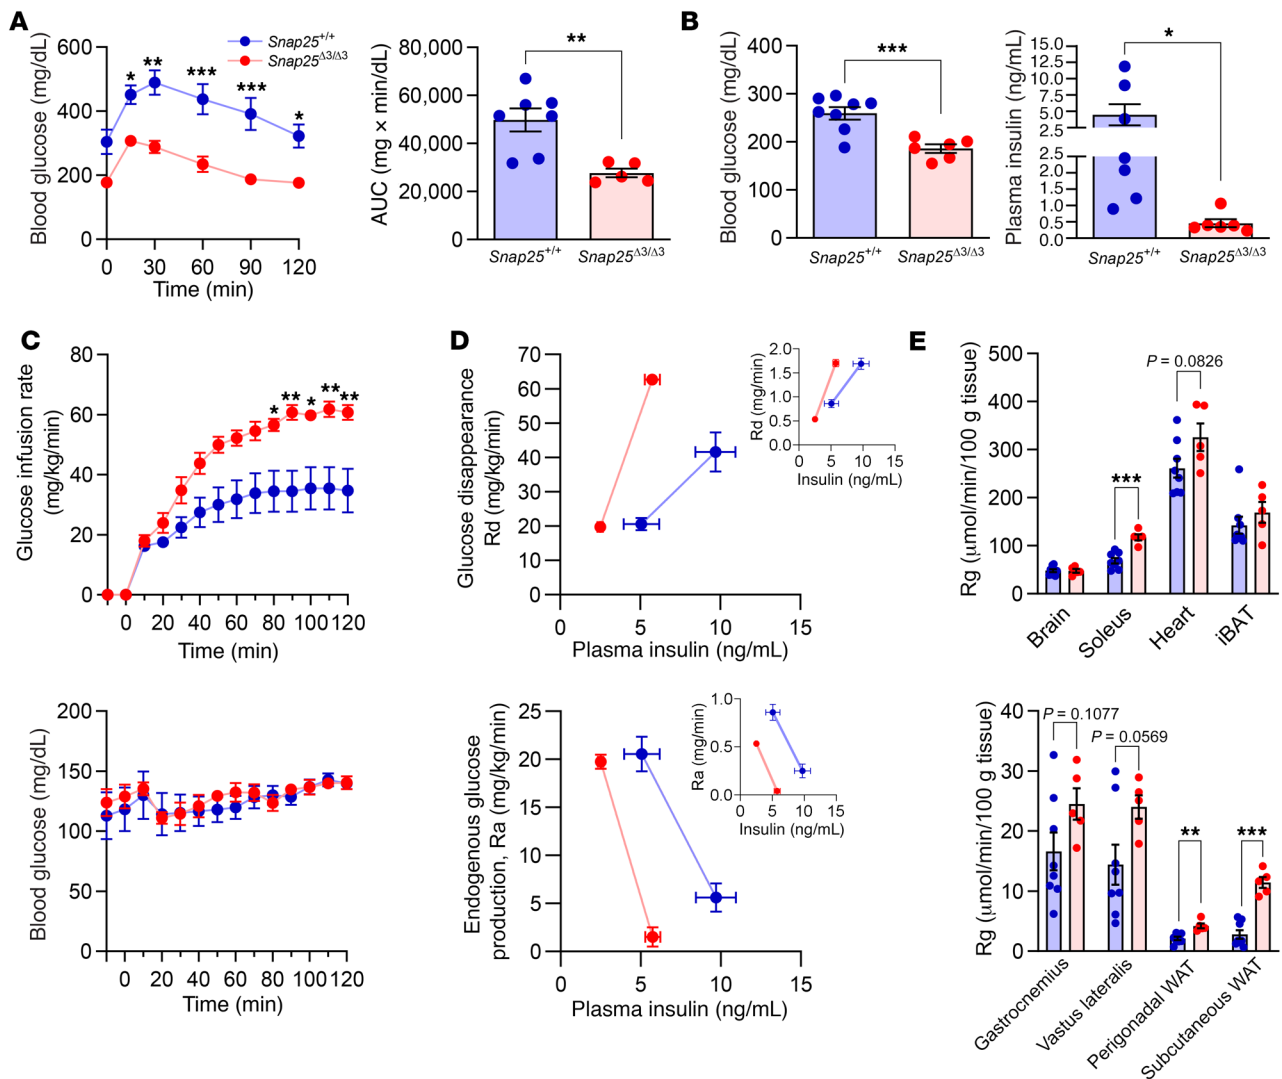 A
Blood glucose (mg/dL)
600
400
200
0
0 30 60 90 120
Time (min)
Snap25+/+
Snap25Δ3/Δ3
* ** *** *** *
AUC (mg × min/dL)
80,000
60,000
40,000
20,000
0
**
Snap25+/+ Snap25Δ3/Δ3
B
Blood glucose (mg/dL)
400
300
200
100
0
***
Snap25+/+ Snap25Δ3/Δ3
Plasma insulin (ng/mL)
15.0
12.5
10.0
7.5
5.0
2.5
2.5
2.0
1.5
1.0
0.5
0.0
*
Snap25+/+ Snap25Δ3/Δ3
C
Glucose infusion rate
(mg/kg/min)
80
60
40
20
0
* ** * ** **
0 20 40 60 80 100 120
Time (min)
Blood glucose (mg/dL)
200
150
100
50
0
0 20 40 60 80 100 120
Time (min)
D
Glucose disappearance
Rd (mg/kg/min)
70
60
50
40
30
20
10
0
0 5 10 15
Plasma insulin (ng/mL)
Rd (mg/min)
2.0
1.5
1.0
0.5
0.0
0 5 10 15
Insulin (ng/mL)
Endogenous glucose
production, Ra (mg/kg/min)
25
20
15
10
5
0
0 5 10 15
Plasma insulin (ng/mL)
Ra (mg/min)
1.0
0.5
0.0
0 5 10 15
Insulin (ng/mL)
E
Rg (μmol/min/100 g tissue)
500
400
300
200
100
0
***
P = 0.0826
Brain
Soleus
Heart
iBAT
Rg (μmol/min/100 g tissue)
40
30
20
10
0
P = 0.1077
P = 0.0569
**
***
Gastrocnemius
Vastus lateralis
Perigonadal WAT
Subcutaneous WAT